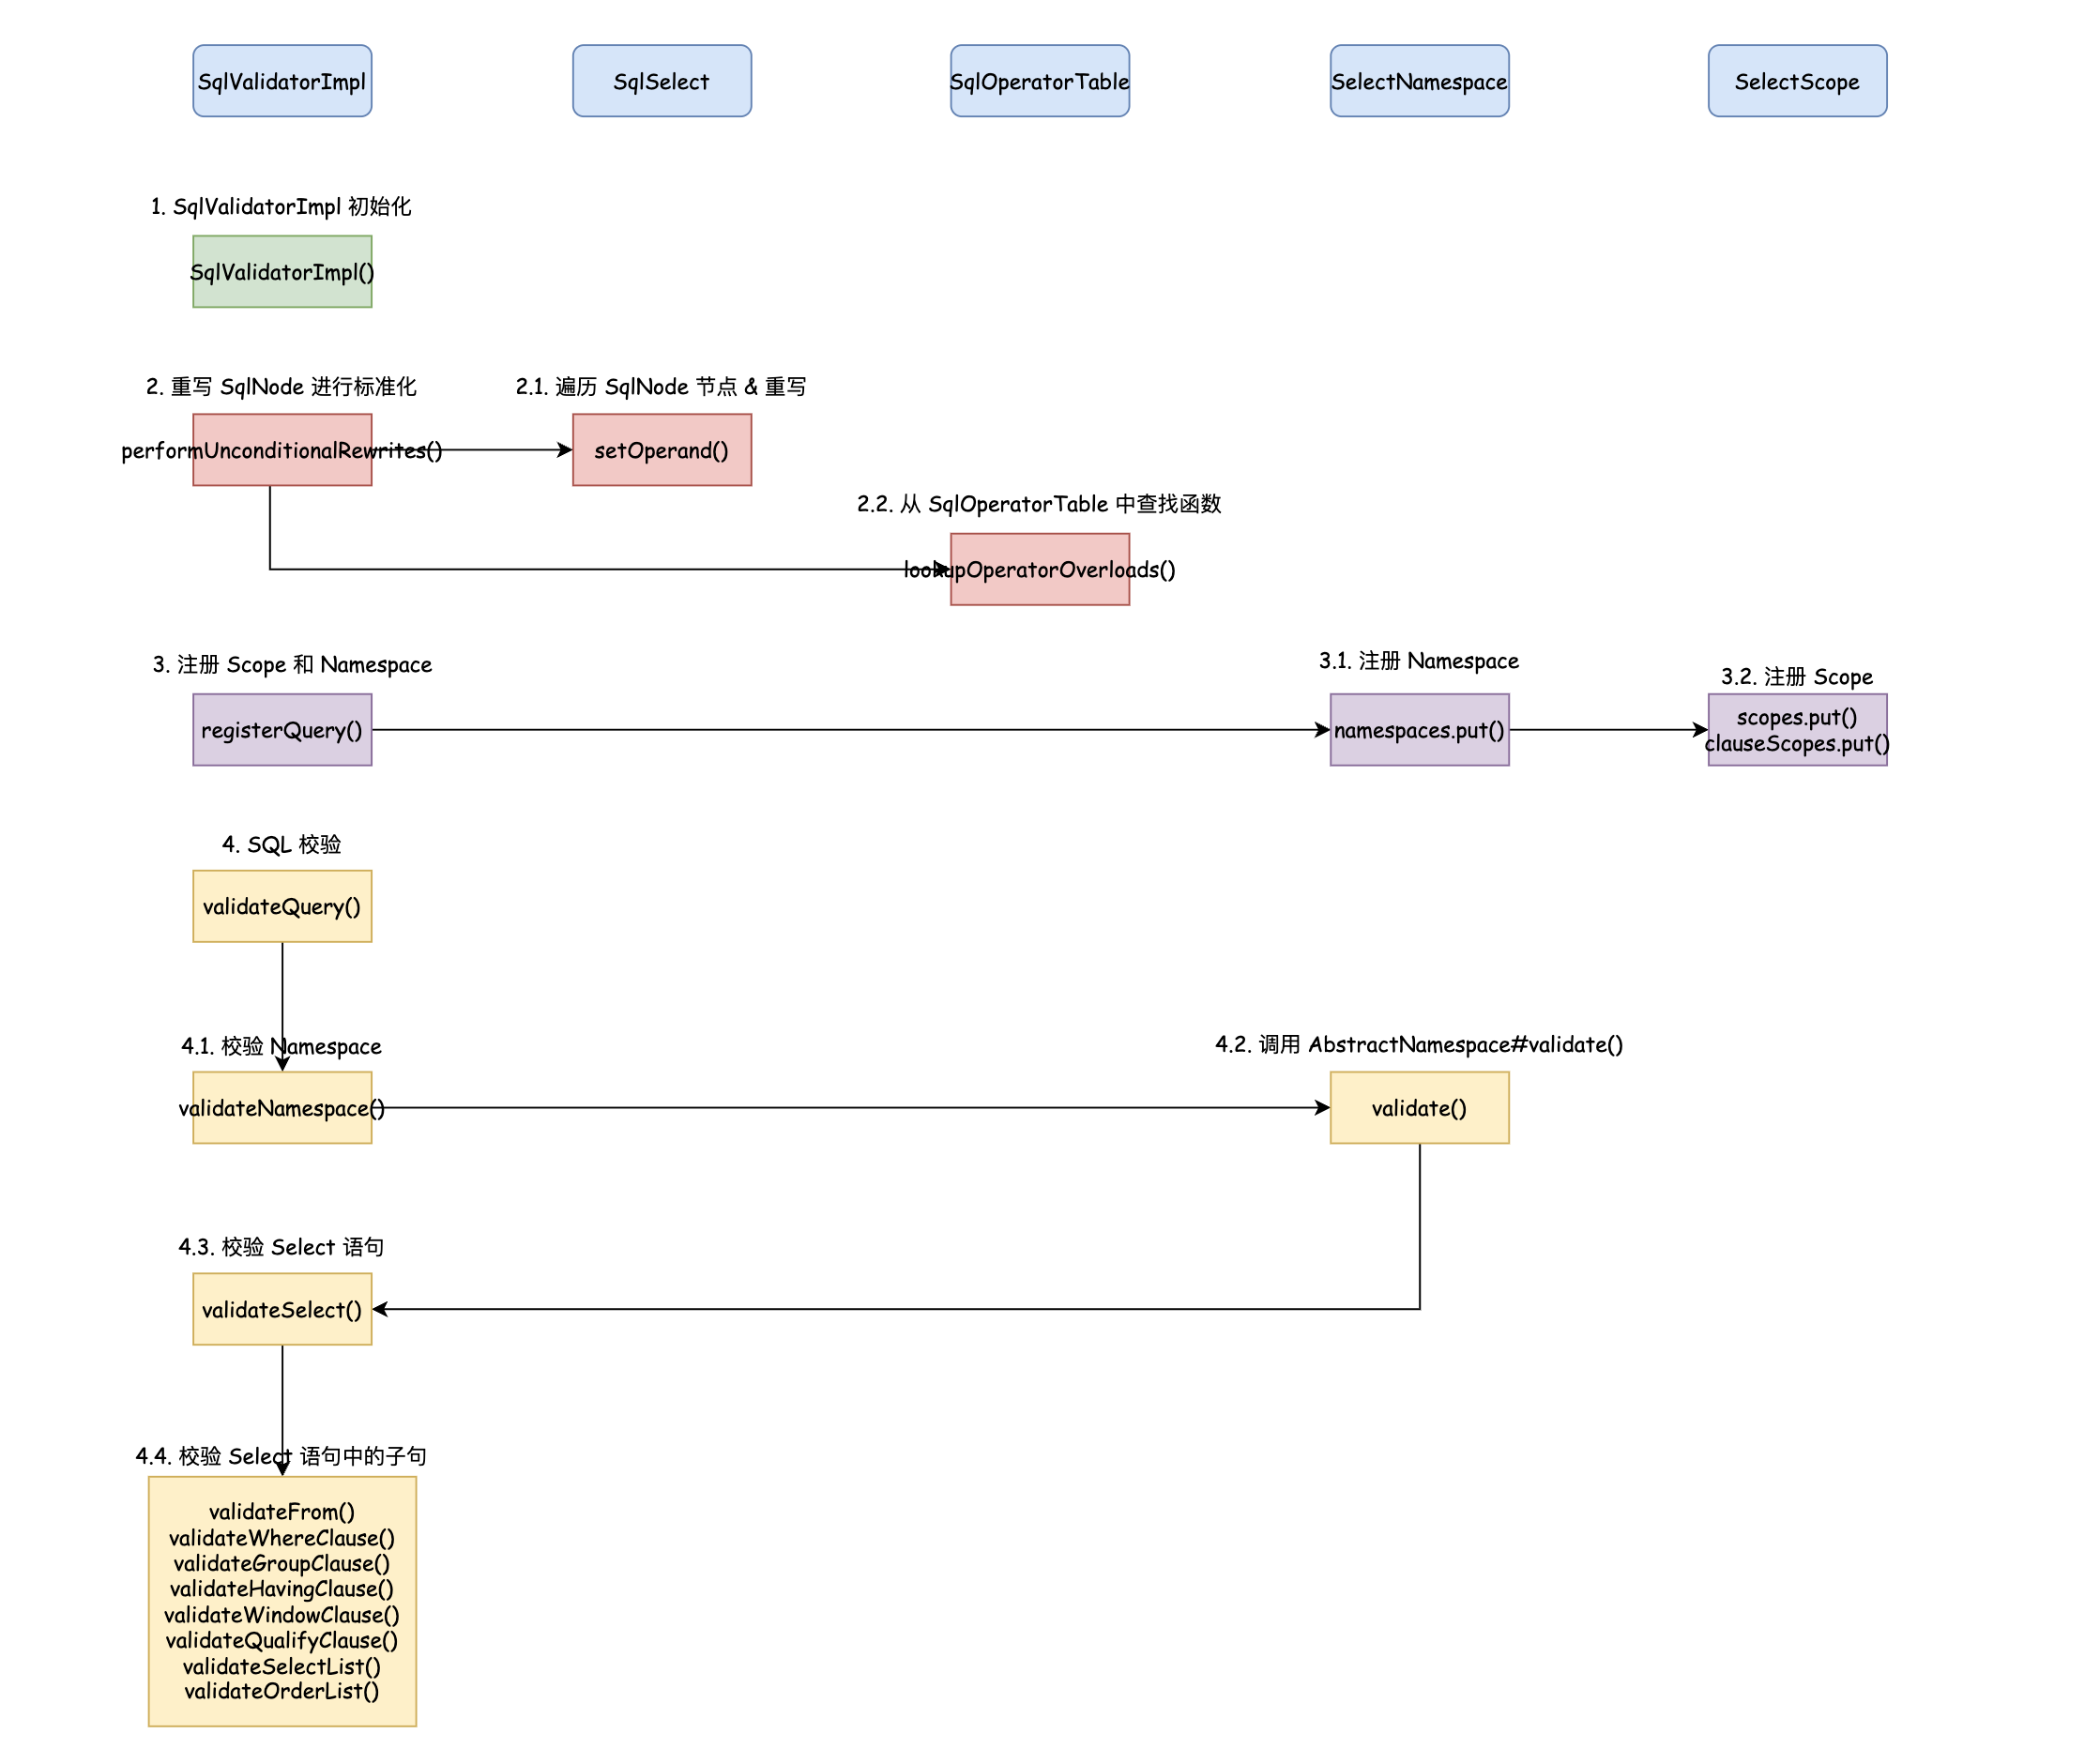 SqlValidatorImpl
SqlSelect
SqlOperatorTable
SelectNamespace
SelectScope
1. SqlValidatorImpl 初始化
SqlValidatorImpl()
2. 重写 SqlNode 进行标准化
2.1. 遍历 SqlNode 节点 & 重写
performUnconditionalRewrites()
setOperand()
2.2. 从 SqlOperatorTable 中查找函数
lookupOperatorOverloads()
3. 注册 Scope 和 Namespace
3.1. 注册 Namespace
3.2. 注册 Scope
registerQuery()
namespaces.put()
scopes.put()
clauseScopes.put()
4. SQL 校验
validateQuery()
4.1. 校验 Namespace
4.2. 调用 AbstractNamespace#validate()
validateNamespace()
validate()
4.3. 校验 Select 语句
validateSelect()
4.4. 校验 Select 语句中的子句
validateFrom()
validateWhereClause()
validateGroupClause()
validateHavingClause()
validateWindowClause()
validateQualifyClause()
validateSelectList()
validateOrderList()